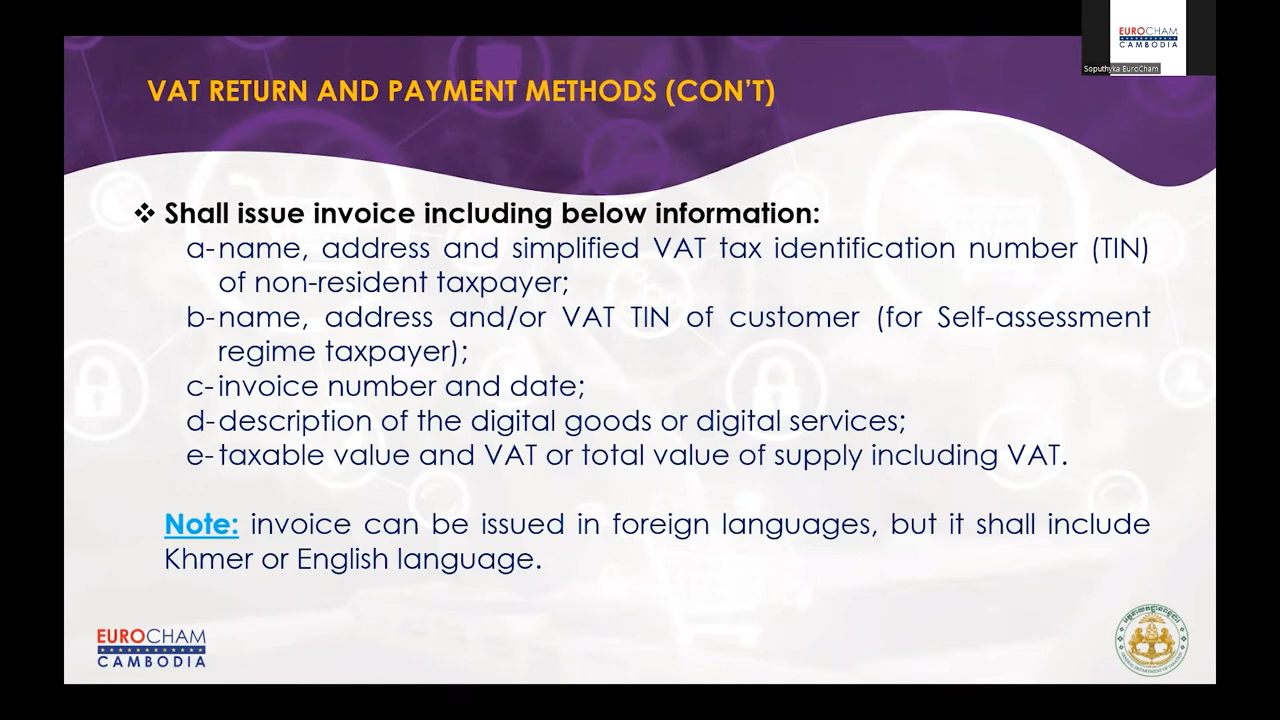 EUROCHAM
CAMBODIA
Soputhyka EuroCham
VAT RETURN AND PAYMENT METHODS (CON'T)
❖ Shall issue invoice including below information:
a-name, address and simplified VAT tax identification number (TIN)
of non-resident taxpayer;
b-name, address and/or VAT TIN of customer (for Self-assessment
regime taxpayer);
c-invoice number and date;
d-description of the digital goods or digital services;
e-taxable value and VAT or total value of supply including VAT.
Note: invoice can be issued in foreign languages, but it shall include
Khmer or English language.
EUROCHAM
CAMBODIA
GENERAL DEPARTMENT OF TAXATION